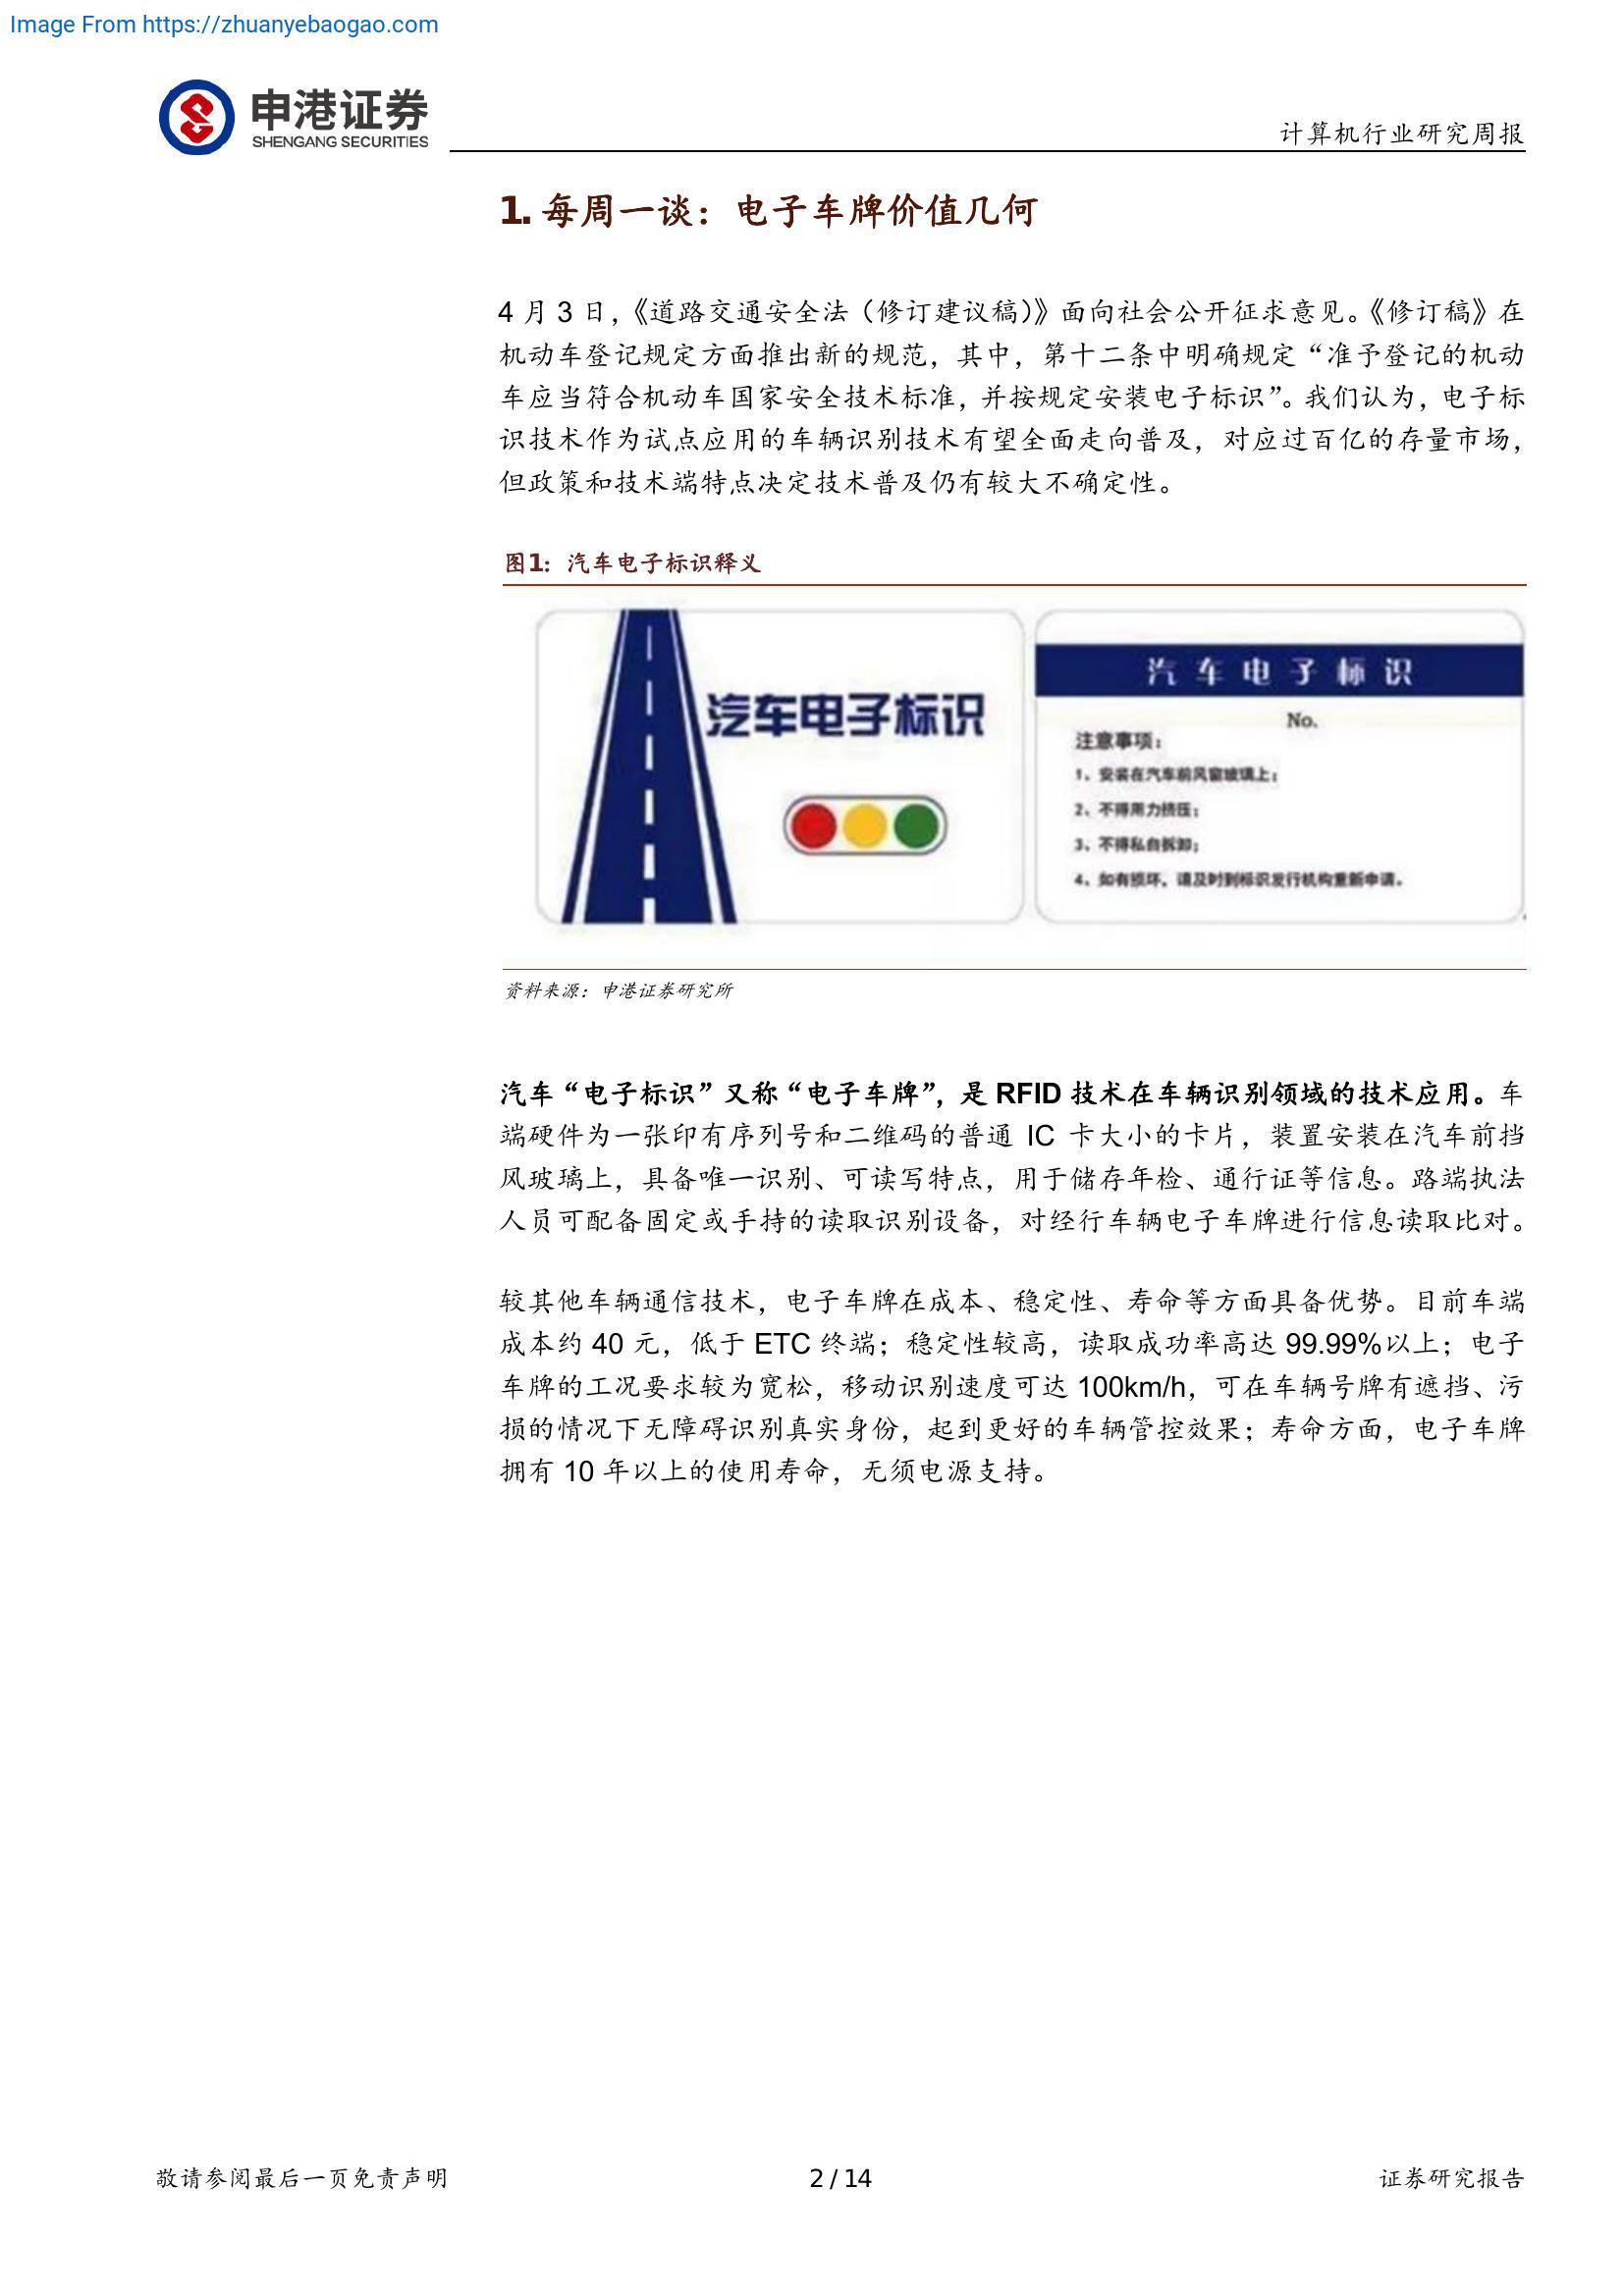 Image From https://zhuanyebaogao.com
申港证券
SHENGANG SECURITIES
计算机行业研究周报
1. 每周一谈：电子车牌价值几何
4 月 3 日，《道路交通安全法（修订建议稿）》面向社会公开征求意见。《修订稿》在
机动车登记规定方面推出新的规范，其中，第十二条中明确规定“准予登记的机动
车应当符合机动车国家安全技术标准，并按规定安装电子标识”。我们认为，电子标
识技术作为试点应用的车辆识别技术有望全面走向普及，对应过百亿的存量市场，
但政策和技术端特点决定技术普及仍有较大不确定性。
图1：汽车电子标识释义
汽车电子标识
汽车电子标识
No.
注意事项：
1、安装在汽车前风窗玻璃上；
2、不得用力挤压；
3、不得私自拆卸；
4、如有损坏，请及时到标识发行机构重新申请。
资料来源：申港证券研究所
汽车“电子标识”又称“电子车牌”，是 RFID 技术在车辆识别领域的技术应用。车
端硬件为一张印有序列号和二维码的普通 IC 卡大小的卡片，装置安装在汽车前挡
风玻璃上，具备唯一识别、可读写特点，用于储存年检、通行证等信息。路端执法
人员可配备固定或手持的读取识别设备，对经行车辆电子车牌进行信息读取比对。
较其他车辆通信技术，电子车牌在成本、稳定性、寿命等方面具备优势。目前车端
成本约 40 元，低于 ETC 终端；稳定性较高，读取成功率高达 99.99%以上；电子
车牌的工况要求较为宽松，移动识别速度可达 100km/h，可在车辆号牌有遮挡、污
损的情况下无障碍识别真实身份，起到更好的车辆管控效果；寿命方面，电子车牌
拥有 10 年以上的使用寿命，无须电源支持。
敬请参阅最后一页免责声明
2 / 14
证券研究报告